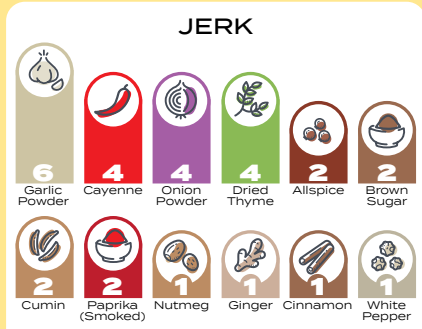 JERK
6 4 4 4 2 2
Garlic Powder Cayenne Onion Powder Dried Thyme Allspice Brown Sugar
2 2 1 1 1 1
Cumin Paprika (Smoked) Nutmeg Ginger Cinnamon White Pepper